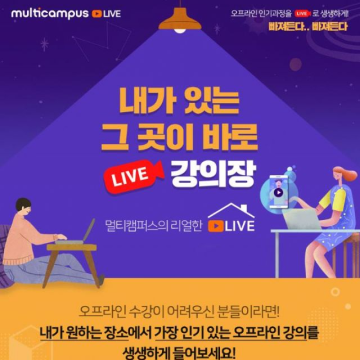 multicampus LIVE
오프라인 인기과정을 LIVE 로 생생하게!
빠져든다.. 빠져든다
내가 있는
그 곳이 바로
LIVE 강의장
멀티캠퍼스의 리얼한 LIVE
오프라인 수강이 어려우신 분들이라면!
내가 원하는 장소에서 가장 인기 있는 오프라인 강의를
생생하게 들어보세요!